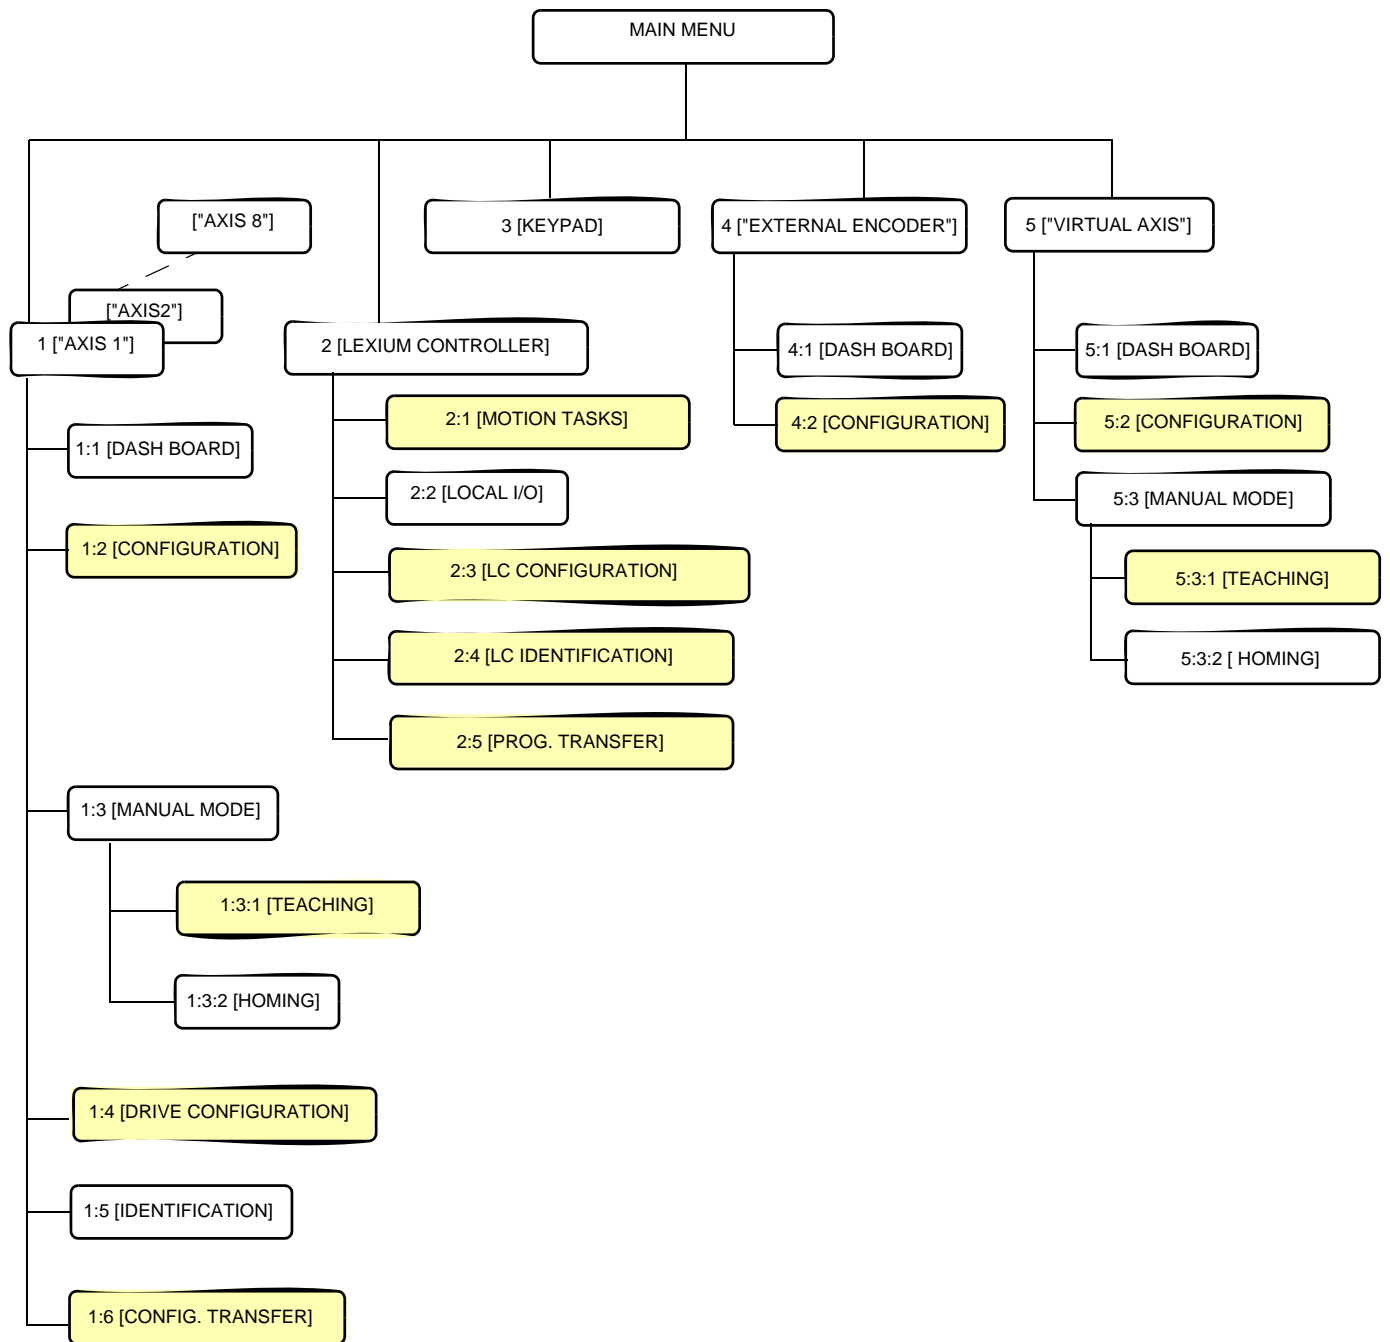 MAIN MENU
["AXIS 8"]
["AXIS2"]
1 ["AXIS 1"]
1:1 [DASH BOARD]
1:2 [CONFIGURATION]
1:3 [MANUAL MODE]
1:3:1 [TEACHING]
1:3:2 [HOMING]
1:4 [DRIVE CONFIGURATION]
1:5 [IDENTIFICATION]
1:6 [CONFIG. TRANSFER]
2 [LEXIUM CONTROLLER]
2:1 [MOTION TASKS]
2:2 [LOCAL I/O]
2:3 [LC CONFIGURATION]
2:4 [LC IDENTIFICATION]
2:5 [PROG. TRANSFER]
3 [KEYPAD]
4 ["EXTERNAL ENCODER"]
4:1 [DASH BOARD]
4:2 [CONFIGURATION]
5 ["VIRTUAL AXIS"]
5:1 [DASH BOARD]
5:2 [CONFIGURATION]
5:3 [MANUAL MODE]
5:3:1 [TEACHING]
5:3:2 [ HOMING]